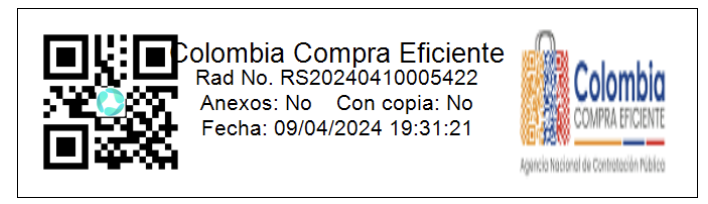 Colombia Compra Eficiente
Rad No. RS20240410005422
Anexos: No Con copia: No
Fecha: 09/04/2024 19:31:21
Colombia
COMPRA EFICIENTE
Agencia Nacional de Contratación Pública